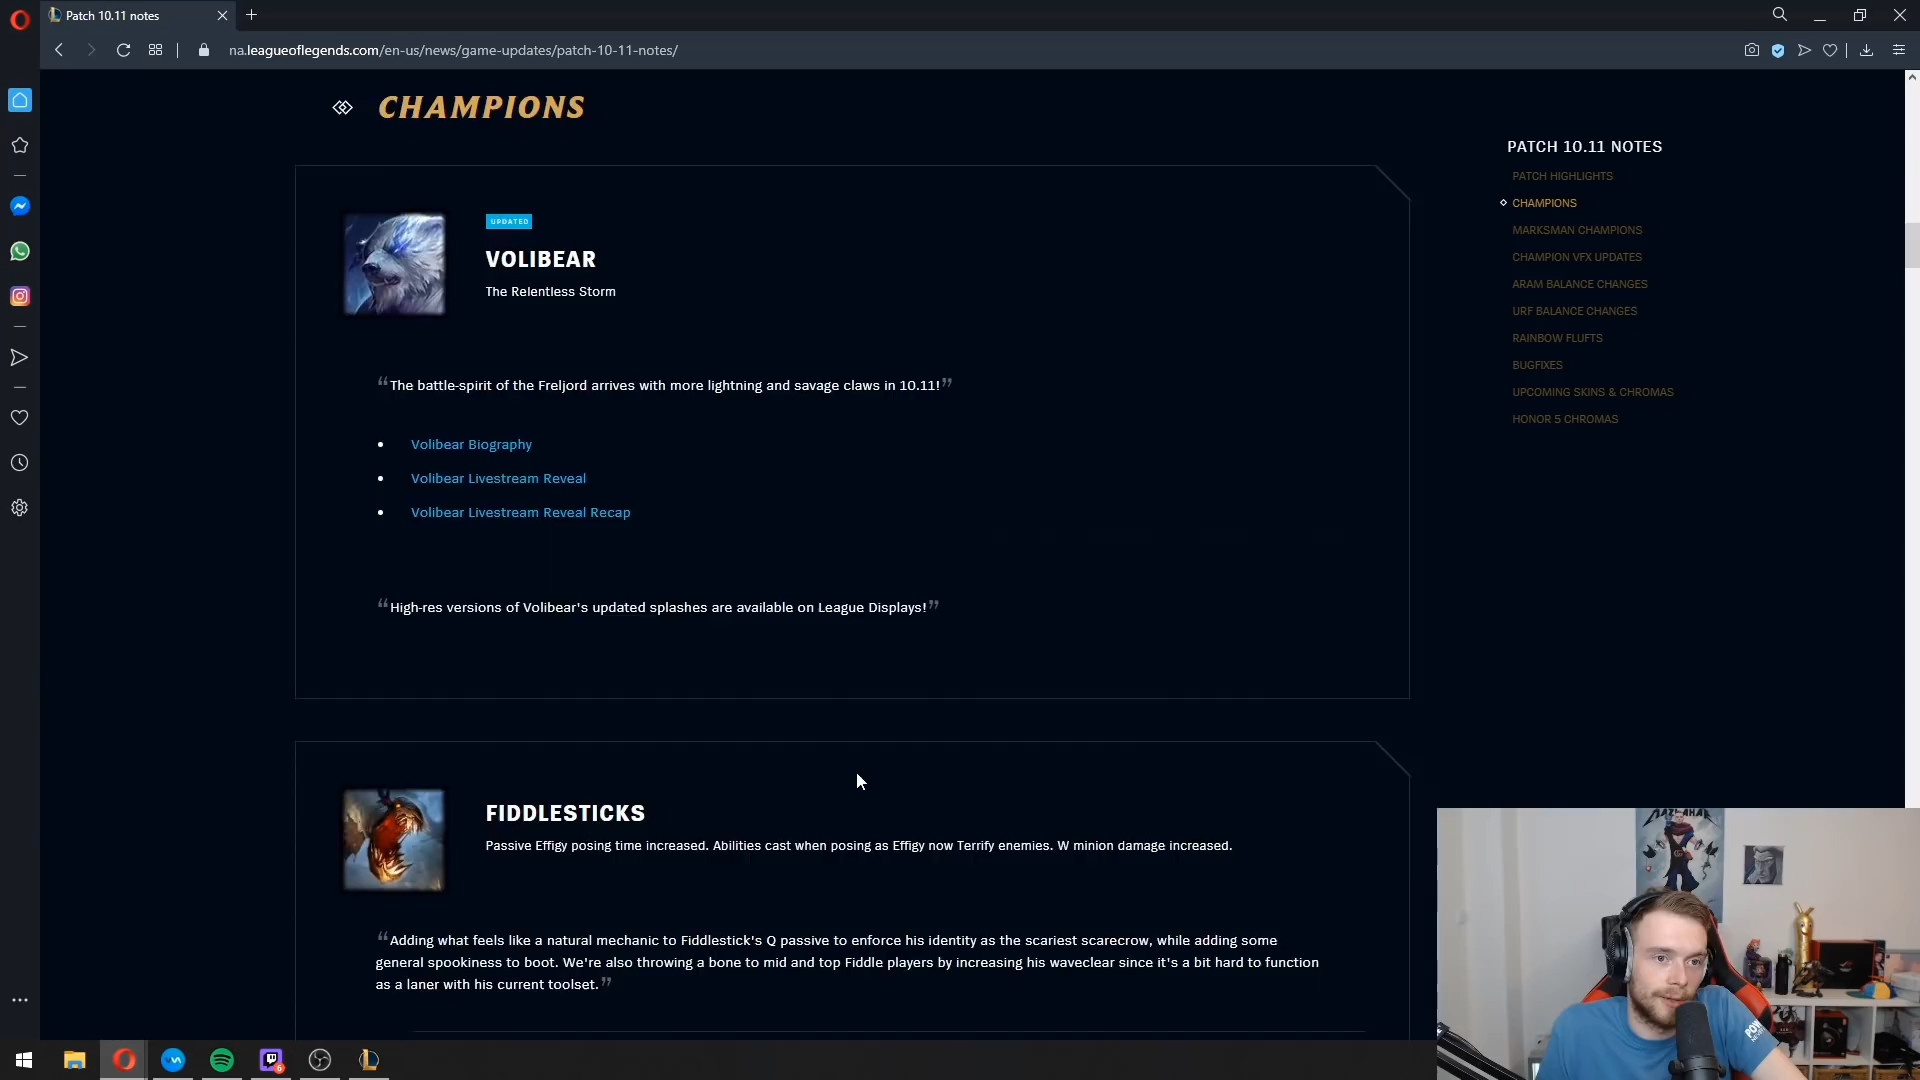 Patch 10.11 notes
na.leagueoflegends.com/en-us/news/game-updates/patch-10-11-notes/
CHAMPIONS
UPDATED
VOLIBEAR
The Relentless Storm
“The battle-spirit of the Freljord arrives with more lightning and savage claws in 10.11!”
• Volibear Biography
• Volibear Livestream Reveal
• Volibear Livestream Reveal Recap
“High-res versions of Volibear's updated splashes are available on League Displays!”
FIDDLESTICKS
Passive Effigy posing time increased. Abilities cast when posing as Effigy now Terrify enemies. W minion damage increased.
“Adding what feels like a natural mechanic to Fiddlestick's Q passive to enforce his identity as the scariest scarecrow, while adding some
general spookiness to boot. We're also throwing a bone to mid and top Fiddle players by increasing his waveclear since it's a bit hard to function
as a laner with his current toolset.”
PATCH 10.11 NOTES
PATCH HIGHLIGHTS
CHAMPIONS
MARKSMAN CHAMPIONS
CHAMPION VFX UPDATES
ARAM BALANCE CHANGES
URF BALANCE CHANGES
RAINBOW FLUFTS
BUGFIXES
UPCOMING SKINS & CHROMAS
HONOR 5 CHROMAS
6